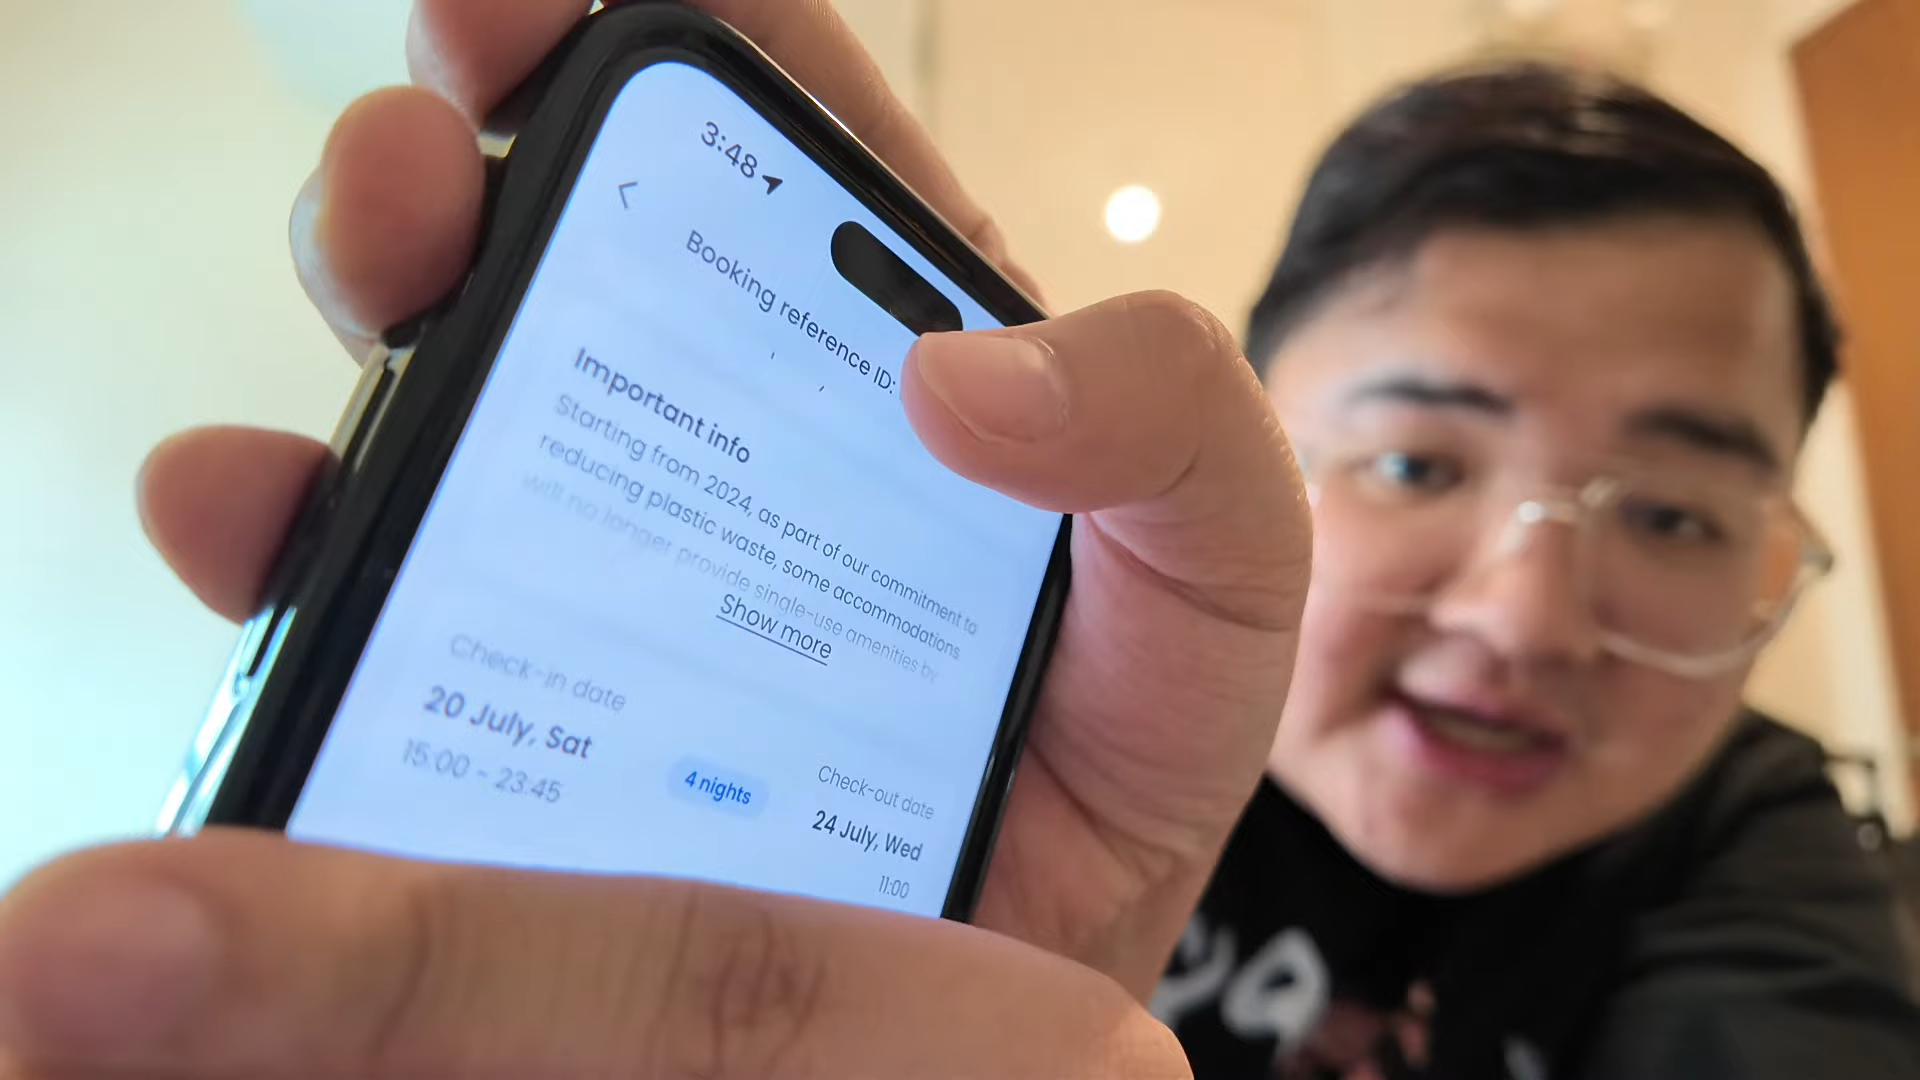 3:48
Booking reference ID:
Important info
Starting from 2024, as part of our commitment to
reducing plastic waste, some accommodations
will no longer provide single-use amenities by
Show more
Check-in date
20 July, Sat
15:00 - 23:45
4 nights
Check-out date
24 July, Wed
11:00